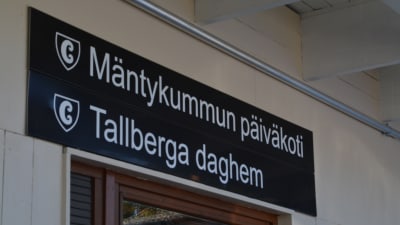 Mäntykummun päiväkoti
Tallberga daghem